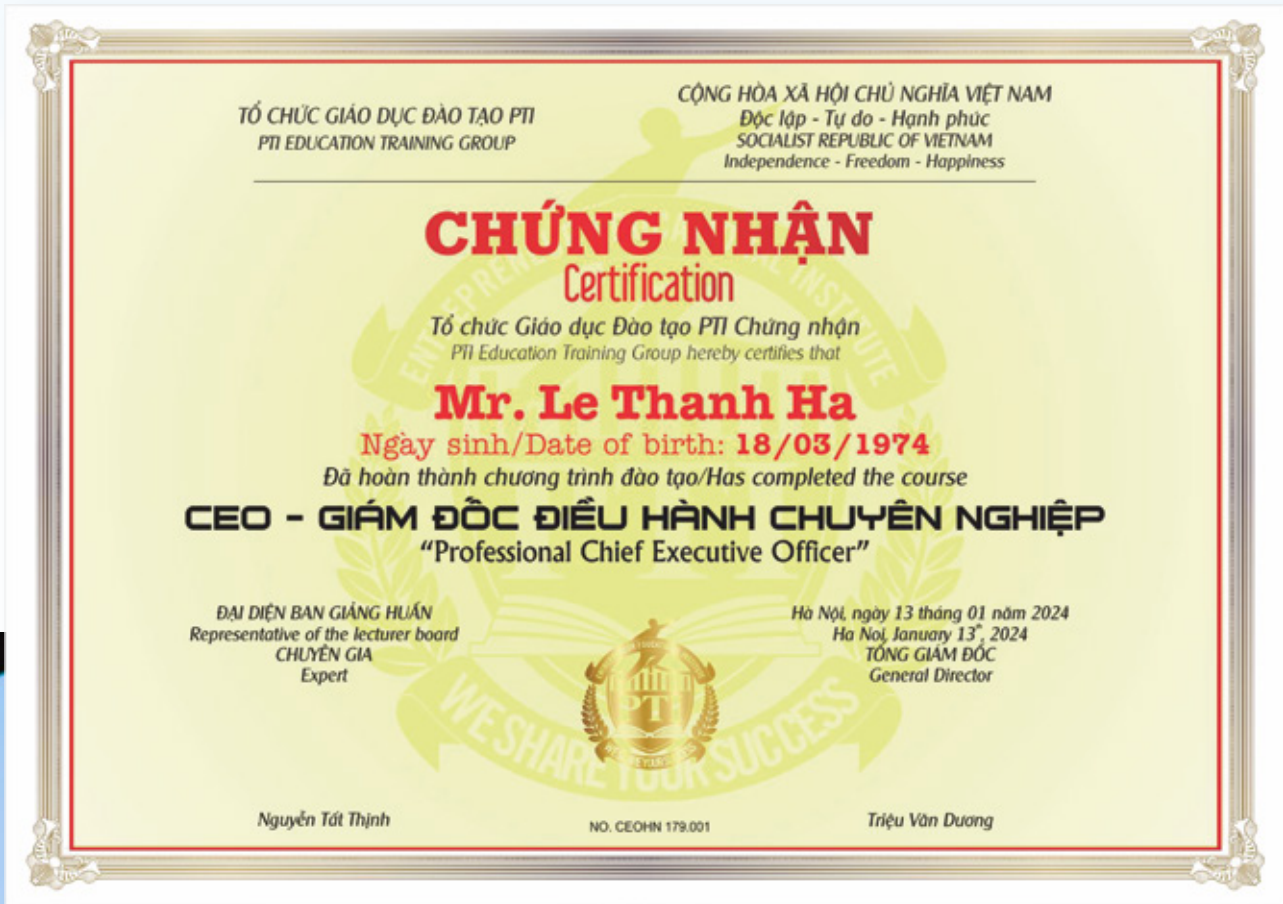 TỔ CHỨC GIÁO DỤC ĐÀO TẠO PTI
PTI EDUCATION TRAINING GROUP
CỘNG HÒA XÃ HỘI CHỦ NGHĨA VIỆT NAM
Độc lập - Tự do - Hạnh phúc
SOCIALIST REPUBLIC OF VIETNAM
Independence - Freedom - Happiness
CHỨNG NHẬN
Certification
Tổ chức Giáo dục Đào tạo PTI Chứng nhận
PTI Education Training Group hereby certifies that
Mr. Le Thanh Ha
Ngày sinh/Date of birth: 18/03/1974
Đã hoàn thành chương trình đào tạo/Has completed the course
CEO - GIÁM ĐỐC ĐIỀU HÀNH CHUYÊN NGHIỆP
“Professional Chief Executive Officer”
ĐẠI DIỆN BAN GIẢNG HUẤN
Representative of the lecturer board
CHUYÊN GIA
Expert
Hà Nội, ngày 13 tháng 01 năm 2024
Ha Noi, January 13", 2024
TỔNG GIÁM ĐỐC
General Director
PTI
WE SHARE YOUR SUCCESS
Nguyễn Tất Thịnh
NO. CEOHN 179.001
Triệu Văn Dương